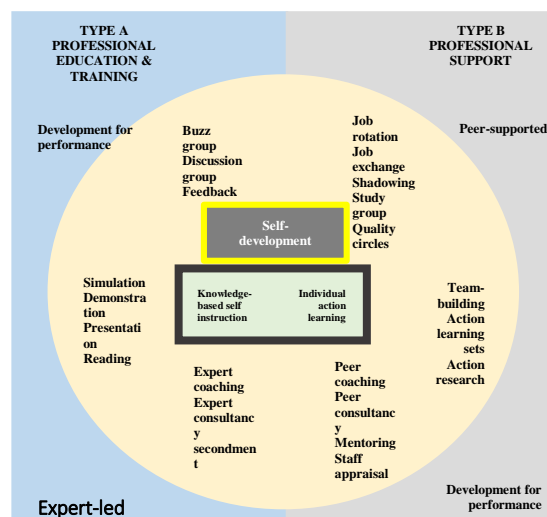 TYPE A
PROFESSIONAL
EDUCATION &
TRAINING
TYPE B
PROFESSIONAL
SUPPORT
Development for
performance
Peer-supported
Buzz
group
Discussion
group
Feedback
Job
rotation
Job
exchange
Shadowing
Study
group
Quality
circles
Self-
development
Knowledge-
based self
instruction
Individual
action
learning
Simulation
Demonstra
tion
Presentati
on
Reading
Team-
building
Action
learning
sets
Action
research
Expert
coaching
Expert
consultanc
y
secondmen
t
Peer
coaching
Peer
consultanc
y
Mentoring
Staff
appraisal
Expert-led
Development for
performance